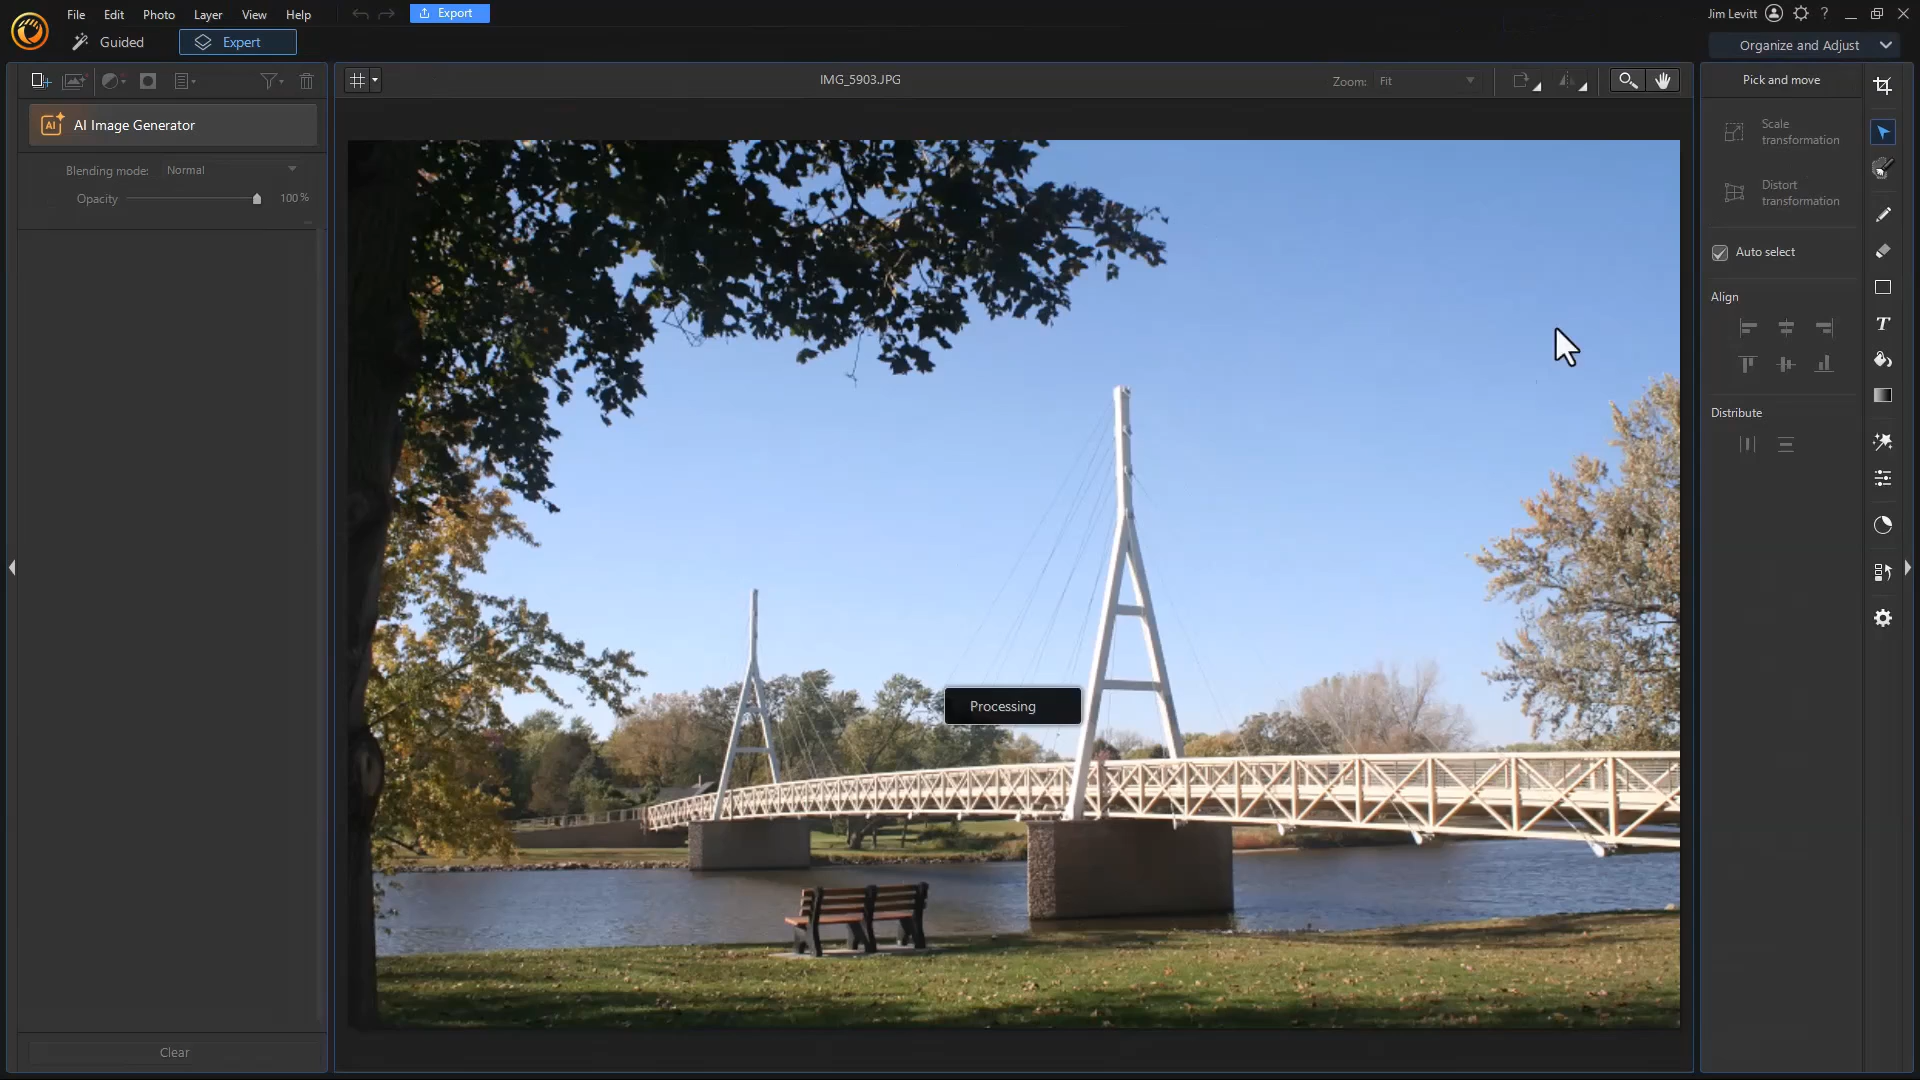 File Edit Photo Layer View Help Export Jim Levitt ?
Guided Expert Organize and Adjust
IMG_5903.JPG Zoom: Fit Pick and move
AI AI Image Generator
Blending mode: Normal
Opacity 100 %
Scale
transformation
Distort
transformation
Auto select
Align
T
Distribute
Processing
Clear